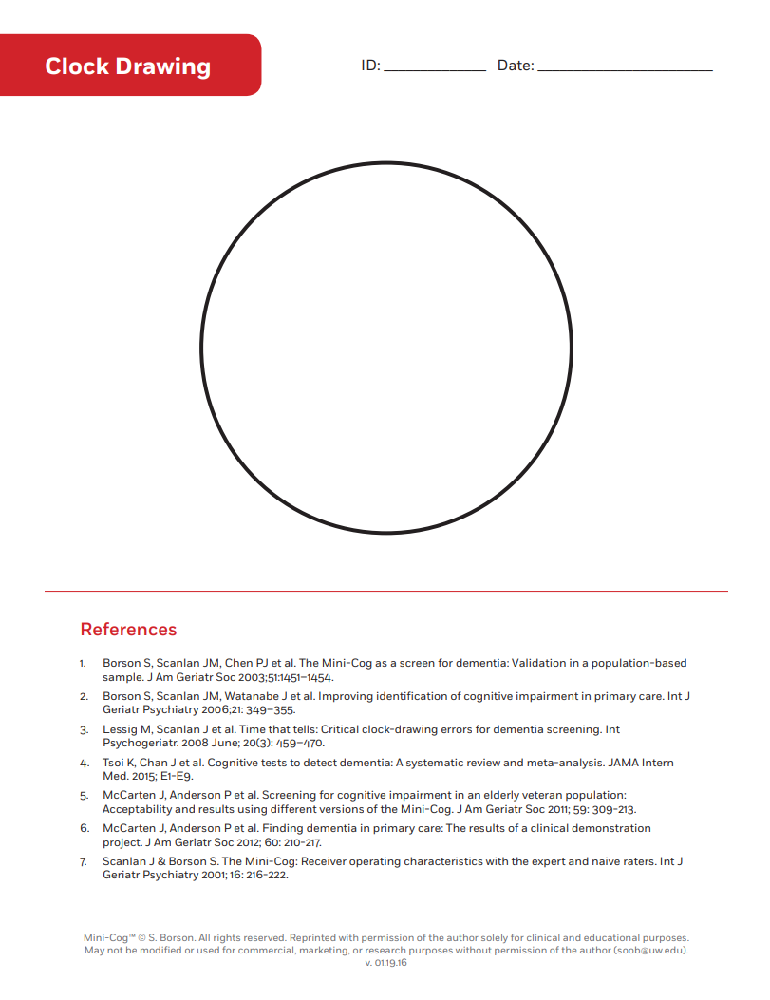 Clock Drawing
ID: ______________ Date: ________________________
References
1. Borson S, Scanlan JM, Chen PJ et al. The Mini-Cog as a screen for dementia: Validation in a population-based
sample. J Am Geriatr Soc 2003;51:1451–1454.
2. Borson S, Scanlan JM, Watanabe J et al. Improving identification of cognitive impairment in primary care. Int J
Geriatr Psychiatry 2006;21: 349–355.
3. Lessig M, Scanlan J et al. Time that tells: Critical clock-drawing errors for dementia screening. Int
Psychogeriatr. 2008 June; 20(3): 459–470.
4. Tsoi K, Chan J et al. Cognitive tests to detect dementia: A systematic review and meta-analysis. JAMA Intern
Med. 2015; E1-E9.
5. McCarten J, Anderson P et al. Screening for cognitive impairment in an elderly veteran population:
Acceptability and results using different versions of the Mini-Cog. J Am Geriatr Soc 2011; 59: 309-213.
6. McCarten J, Anderson P et al. Finding dementia in primary care: The results of a clinical demonstration
project. J Am Geriatr Soc 2012; 60: 210-217.
7. Scanlan J & Borson S. The Mini-Cog: Receiver operating characteristics with the expert and naive raters. Int J
Geriatr Psychiatry 2001; 16: 216-222.
Mini-Cog™ © S. Borson. All rights reserved. Reprinted with permission of the author solely for clinical and educational purposes.
May not be modified or used for commercial, marketing, or research purposes without permission of the author (soob@uw.edu).
v. 01.19.16